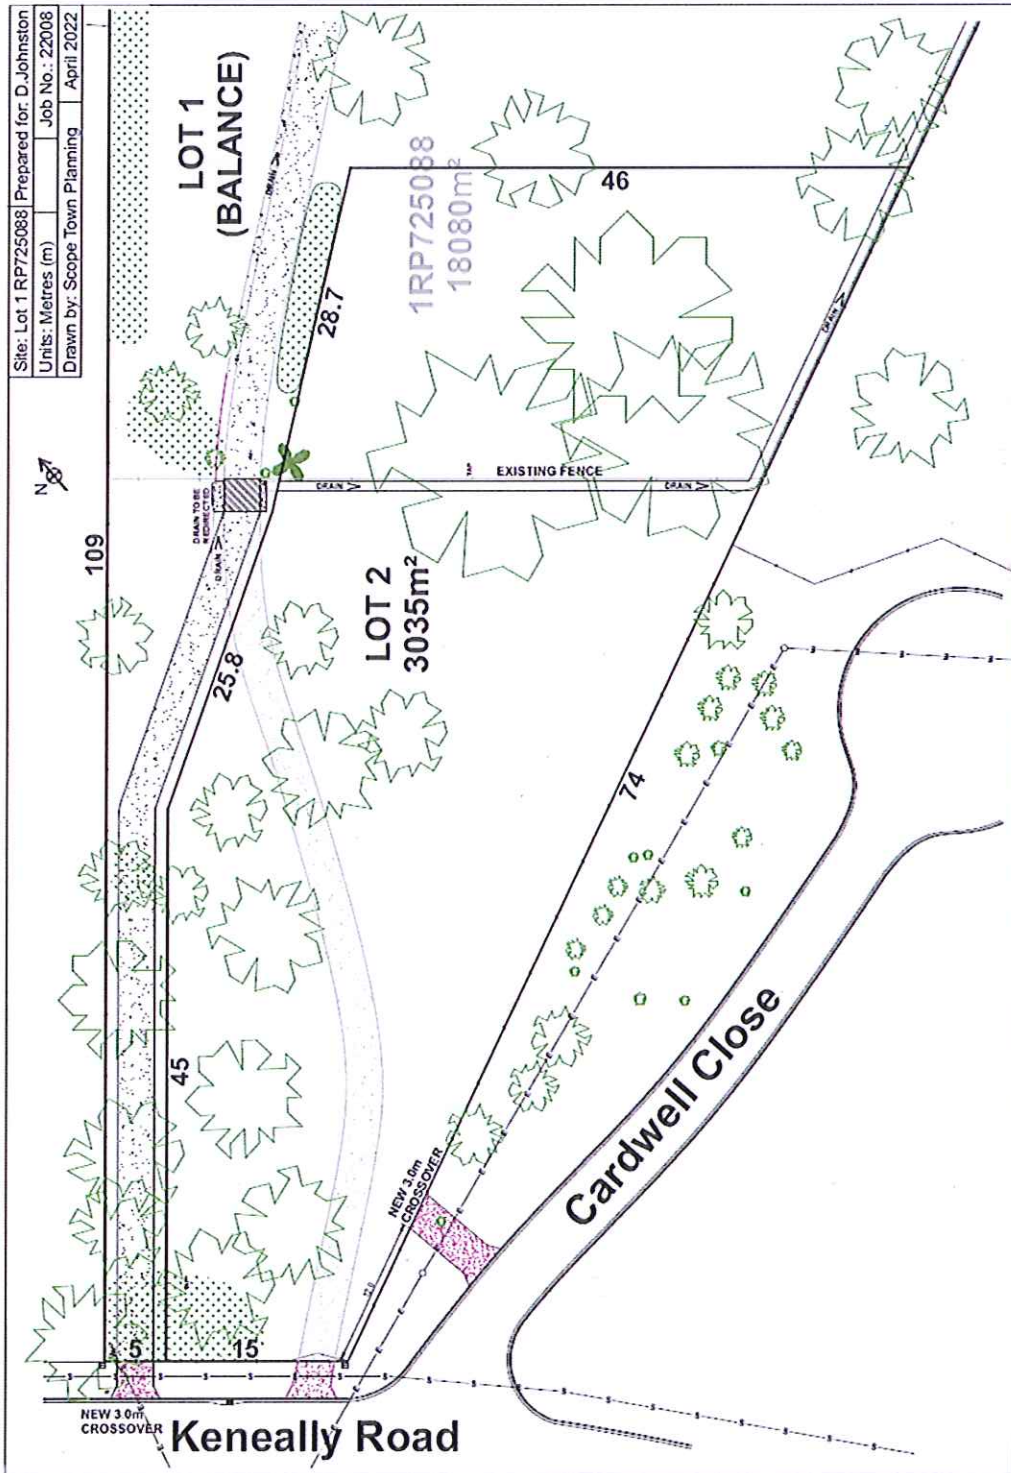 Site: Lot 1 RP725088 Prepared for: D.Johnston
Units: Metres (m) Job No.: 22008
Drawn by: Scope Town Planning April 2022
N
LOT 1
(BALANCE)
DRAIN >
1RP725088
18080m²
46
28.7
DRAIN >
109
DRAIN TO BE
REDIRECTED
DRAIN >
TAP
EXISTING FENCE
DRAIN >
DRAIN >
LOT 2
3035m²
25.8
74
45
Cardwell Close
NEW 3.0m
CROSSOVER
5
15
NEW 3.0m
CROSSOVER
Keneally Road